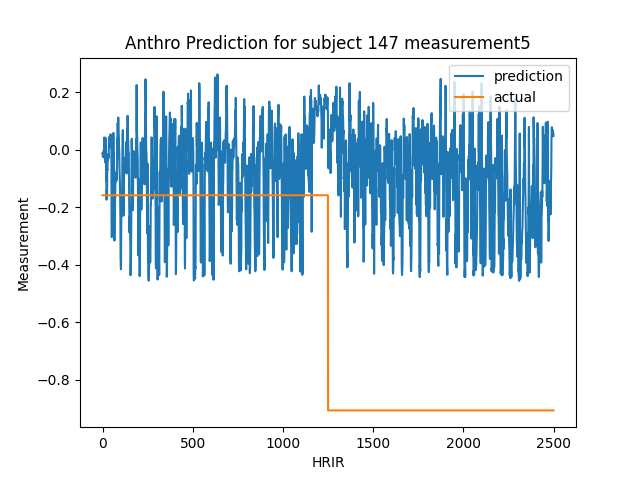 Anthro Prediction for subject 147 measurement5
prediction
actual
0.2
0.0
−0.2
−0.4
−0.6
−0.8
Measurement
0 500 1000 1500 2000 2500
HRIR